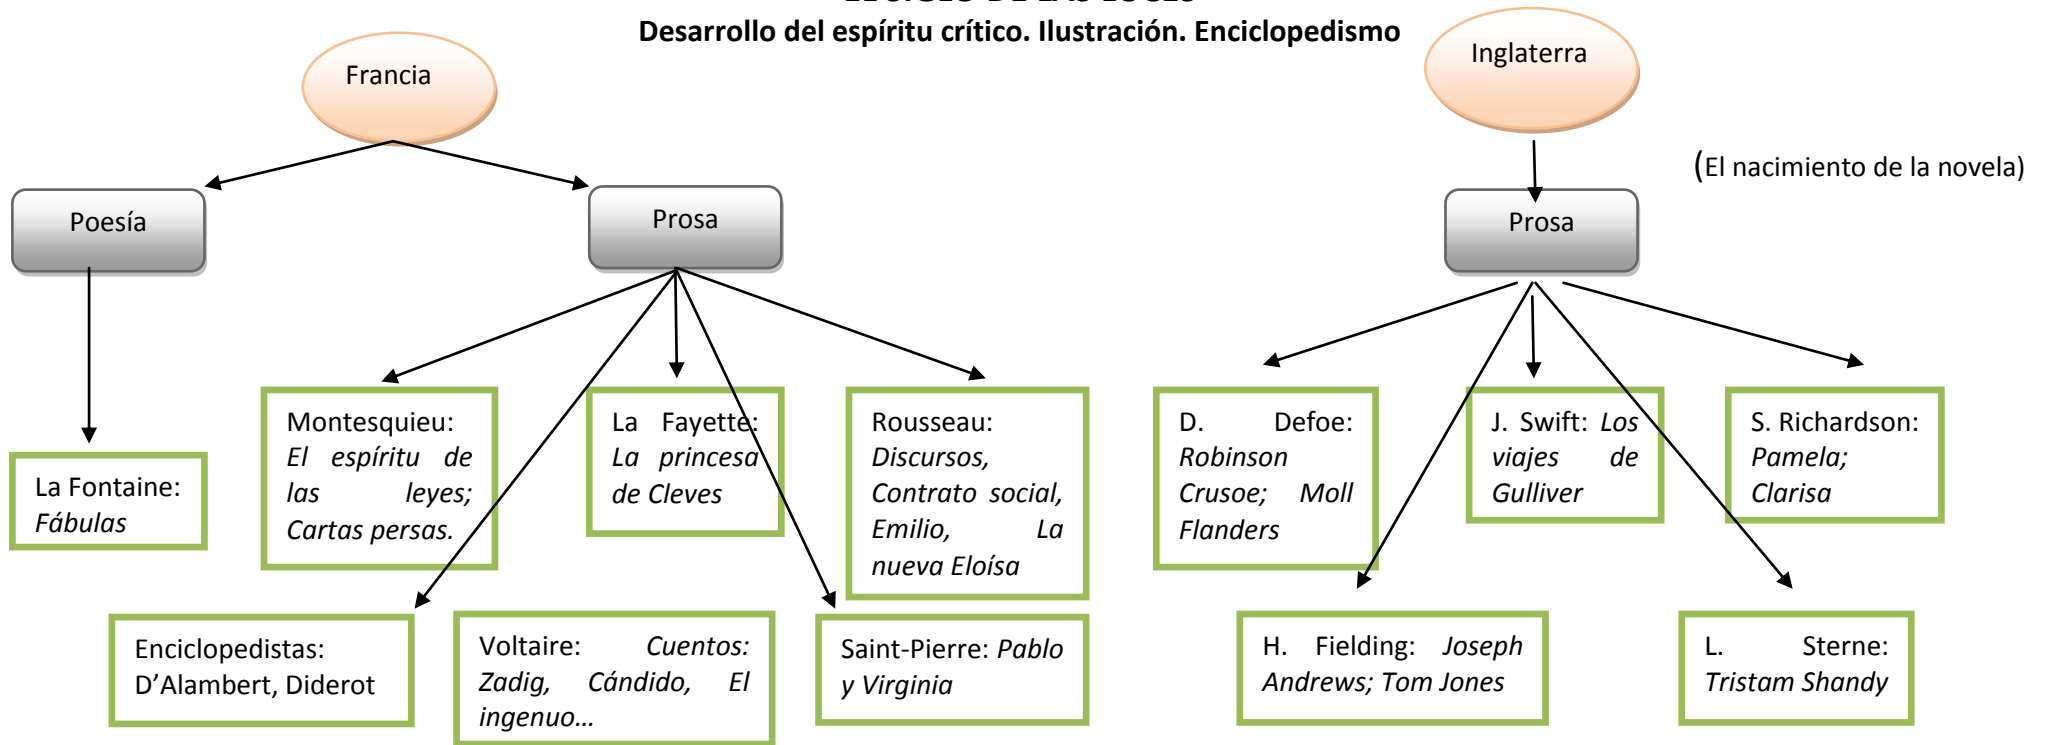 Desarrollo del espíritu crítico. Ilustración. Enciclopedismo
Francia
Inglaterra
(El nacimiento de la novela)
Poesía
Prosa
Prosa
La Fontaine:
Fábulas
Montesquieu:
El espíritu de
las leyes;
Cartas persas.
La Fayette:
La princesa
de Cleves
Rousseau:
Discursos,
Contrato social,
Emilio, La
nueva Eloísa
D. Defoe:
Robinson
Crusoe; Moll
Flanders
J. Swift: Los
viajes de
Gulliver
S. Richardson:
Pamela;
Clarisa
Enciclopedistas:
D’Alambert, Diderot
Voltaire: Cuentos:
Zadig, Cándido, El
ingenuo...
Saint-Pierre: Pablo
y Virginia
H. Fielding: Joseph
Andrews; Tom Jones
L. Sterne:
Tristam Shandy